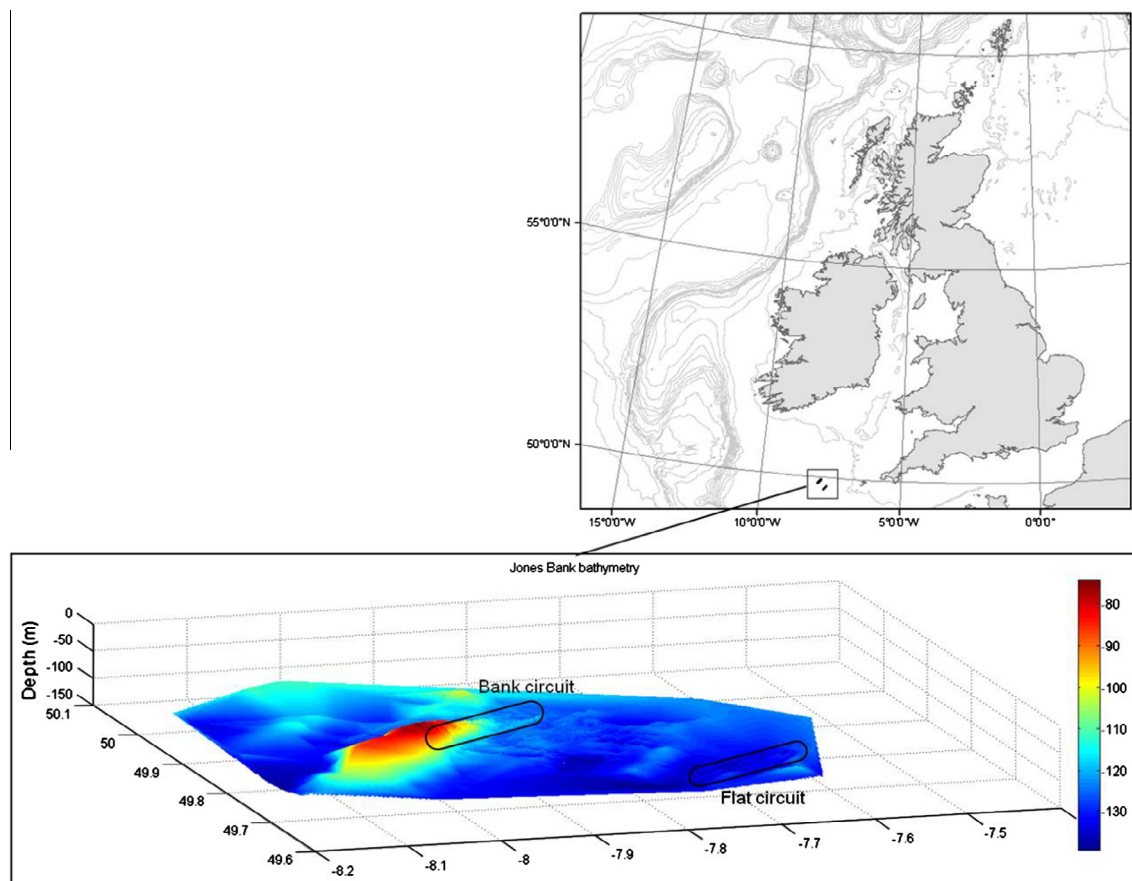 55°0'0"N
50°0'0"N
15°0'0"W
10°0'0"W
5°0'0"W
0°0'0"
Jones Bank bathymetry
Depth (m)
0
-50
-100
-150
50.1
50
49.9
49.8
49.7
49.6
-8.2
-8.1
-8
-7.9
-7.8
-7.7
-7.6
-7.5
Bank circuit
Flat circuit
-80
-90
-100
-110
-120
-130